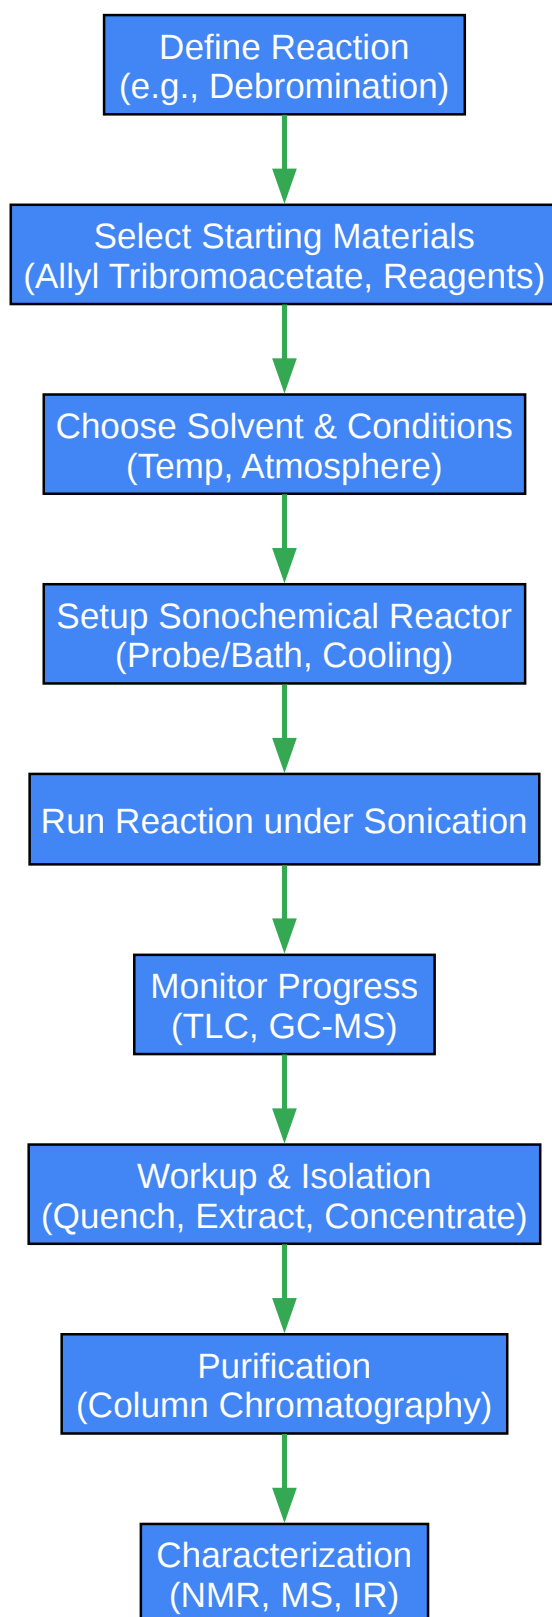 Define Reaction
(e.g., Debromination)
Select Starting Materials
(Allyl Tribromoacetate, Reagents)
Choose Solvent & Conditions
(Temp, Atmosphere)
Setup Sonochemical Reactor
(Probe/Bath, Cooling)
Run Reaction under Sonication
Monitor Progress
(TLC, GC-MS)
Workup & Isolation
(Quench, Extract, Concentrate)
Purification
(Column Chromatography)
Characterization
(NMR, MS, IR)